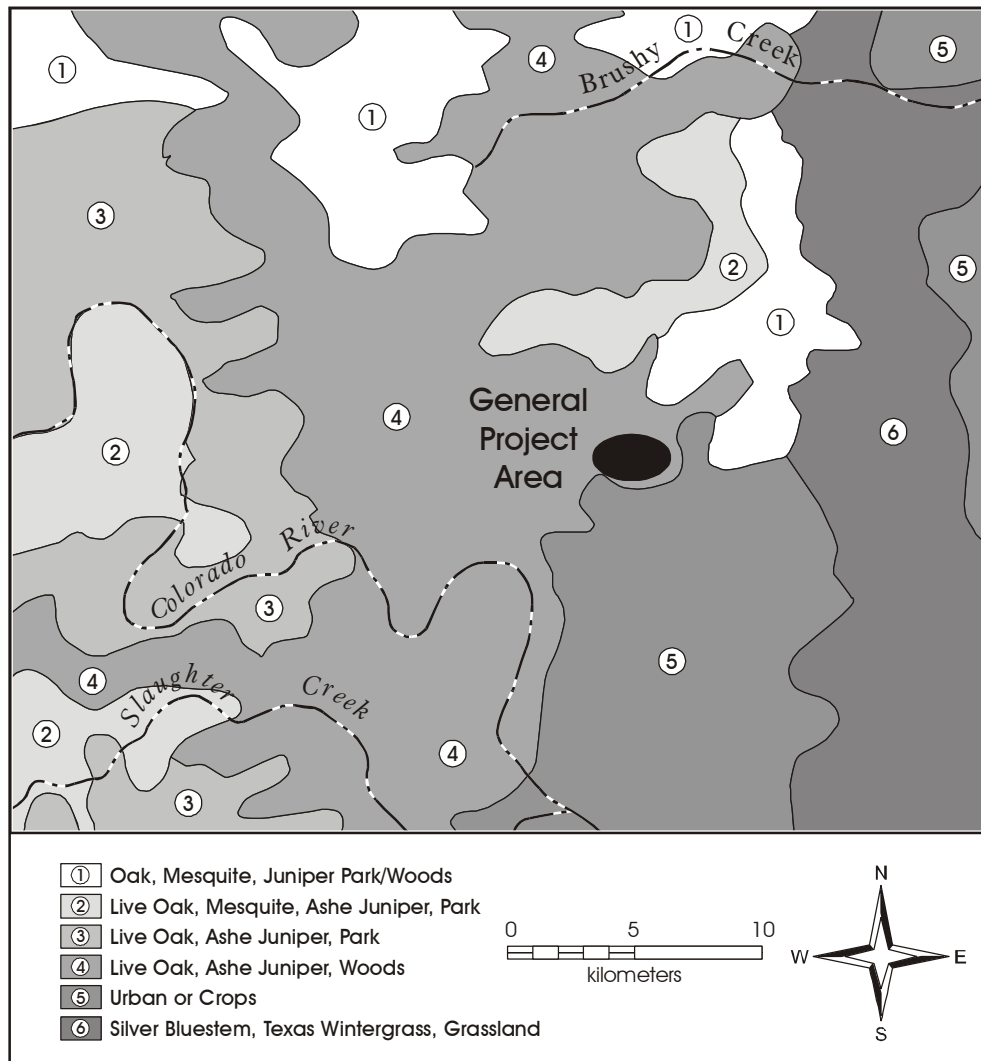 1
1
5
4
Brushy Creek
1
3
2
5
1
General
Project
Area
4
6
2
Colorado River
3
5
4
Slaughter Creek
2
4
3
1 Oak, Mesquite, Juniper Park/Woods
2 Live Oak, Mesquite, Ashe Juniper, Park
3 Live Oak, Ashe Juniper, Park
4 Live Oak, Ashe Juniper, Woods
5 Urban or Crops
6 Silver Bluestem, Texas Wintergrass, Grassland
0 5 10
kilometers
N
W E
S